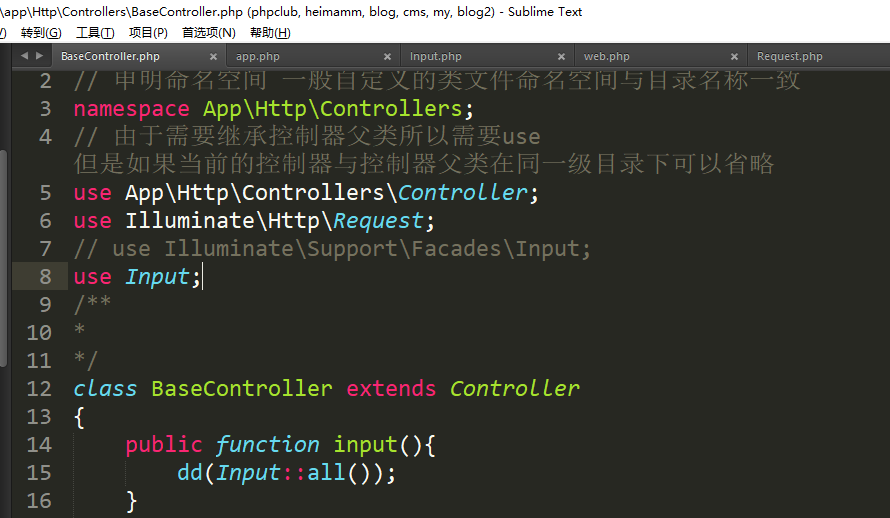 \app\Http\Controllers\BaseController.php (phpclub, heimamm, blog, cms, my, blog2) - Sublime Text
V) 转到(G) 工具(T) 项目(P) 首选项(N) 帮助(H)
BaseController.php × app.php × Input.php × web.php × Request.php
2 // 申明命名空间 一般自定义的类文件命名空间与目录名称一致
3 namespace App\Http\Controllers;
4 // 由于需要继承控制器父类所以需要use
但是如果当前的控制器与控制器父类在同一级目录下可以省略
5 use App\Http\Controllers\Controller;
6 use Illuminate\Http\Request;
7 // use Illuminate\Support\Facades\Input;
8 use Input;
9 /**
10 *
11 */
12 class BaseController extends Controller
13 {
14 public function input(){
15 dd(Input::all());
16 }